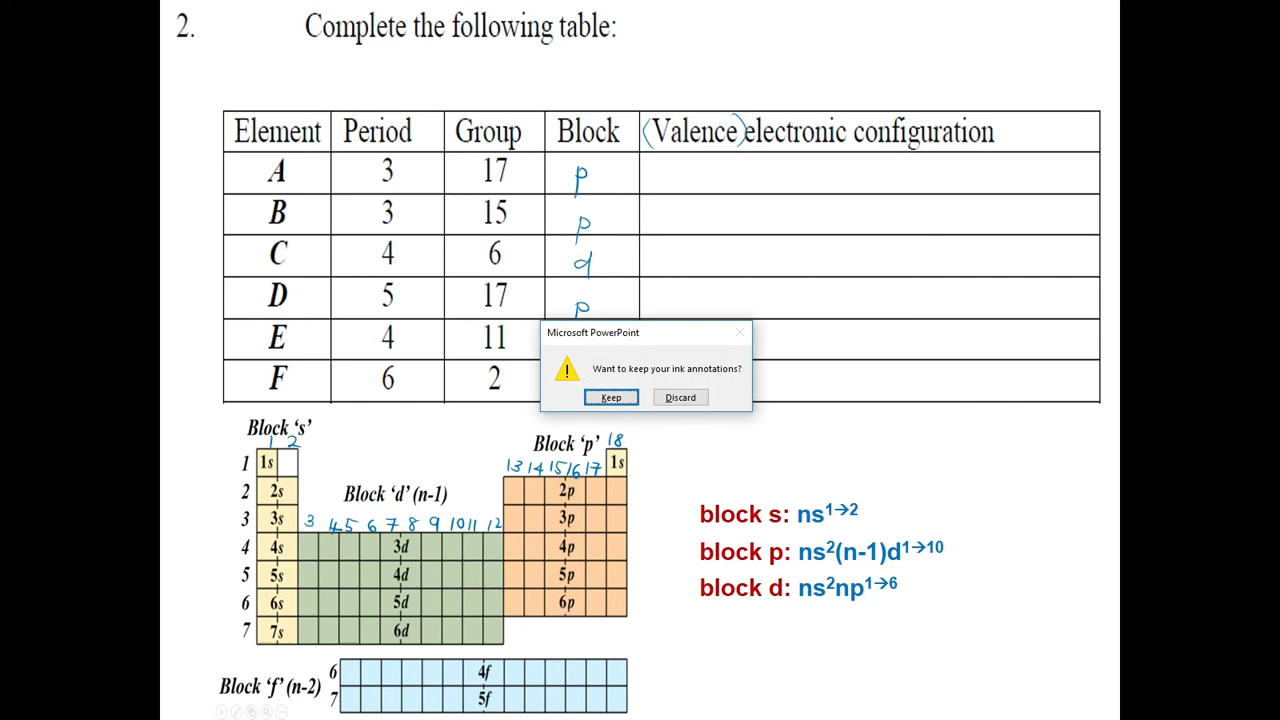 2. Complete the following table:
Element Period Group Block (Valence) electronic configuration
A 3 17 p
B 3 15 p
C 4 6 d
D 5 17 p
E 4 11
F 6 2
Microsoft PowerPoint
Want to keep your ink annotations?
Keep Discard
Block ‘s’
1 2
Block ‘p’ 18
1 1s 13 14 15 16 17 1s
2 2s Block ‘d’ (n-1) 2p
3 3s 3 4 5 6 7 8 9 10 11 12 3p
4 4s 3d 4p
5 5s 4d 5p
6 6s 5d 6p
7 7s 6d
6 4f
Block ‘f’ (n-2)
7 5f
block s: ns1→2
block p: ns2(n-1)d1→10
block d: ns2np1→6